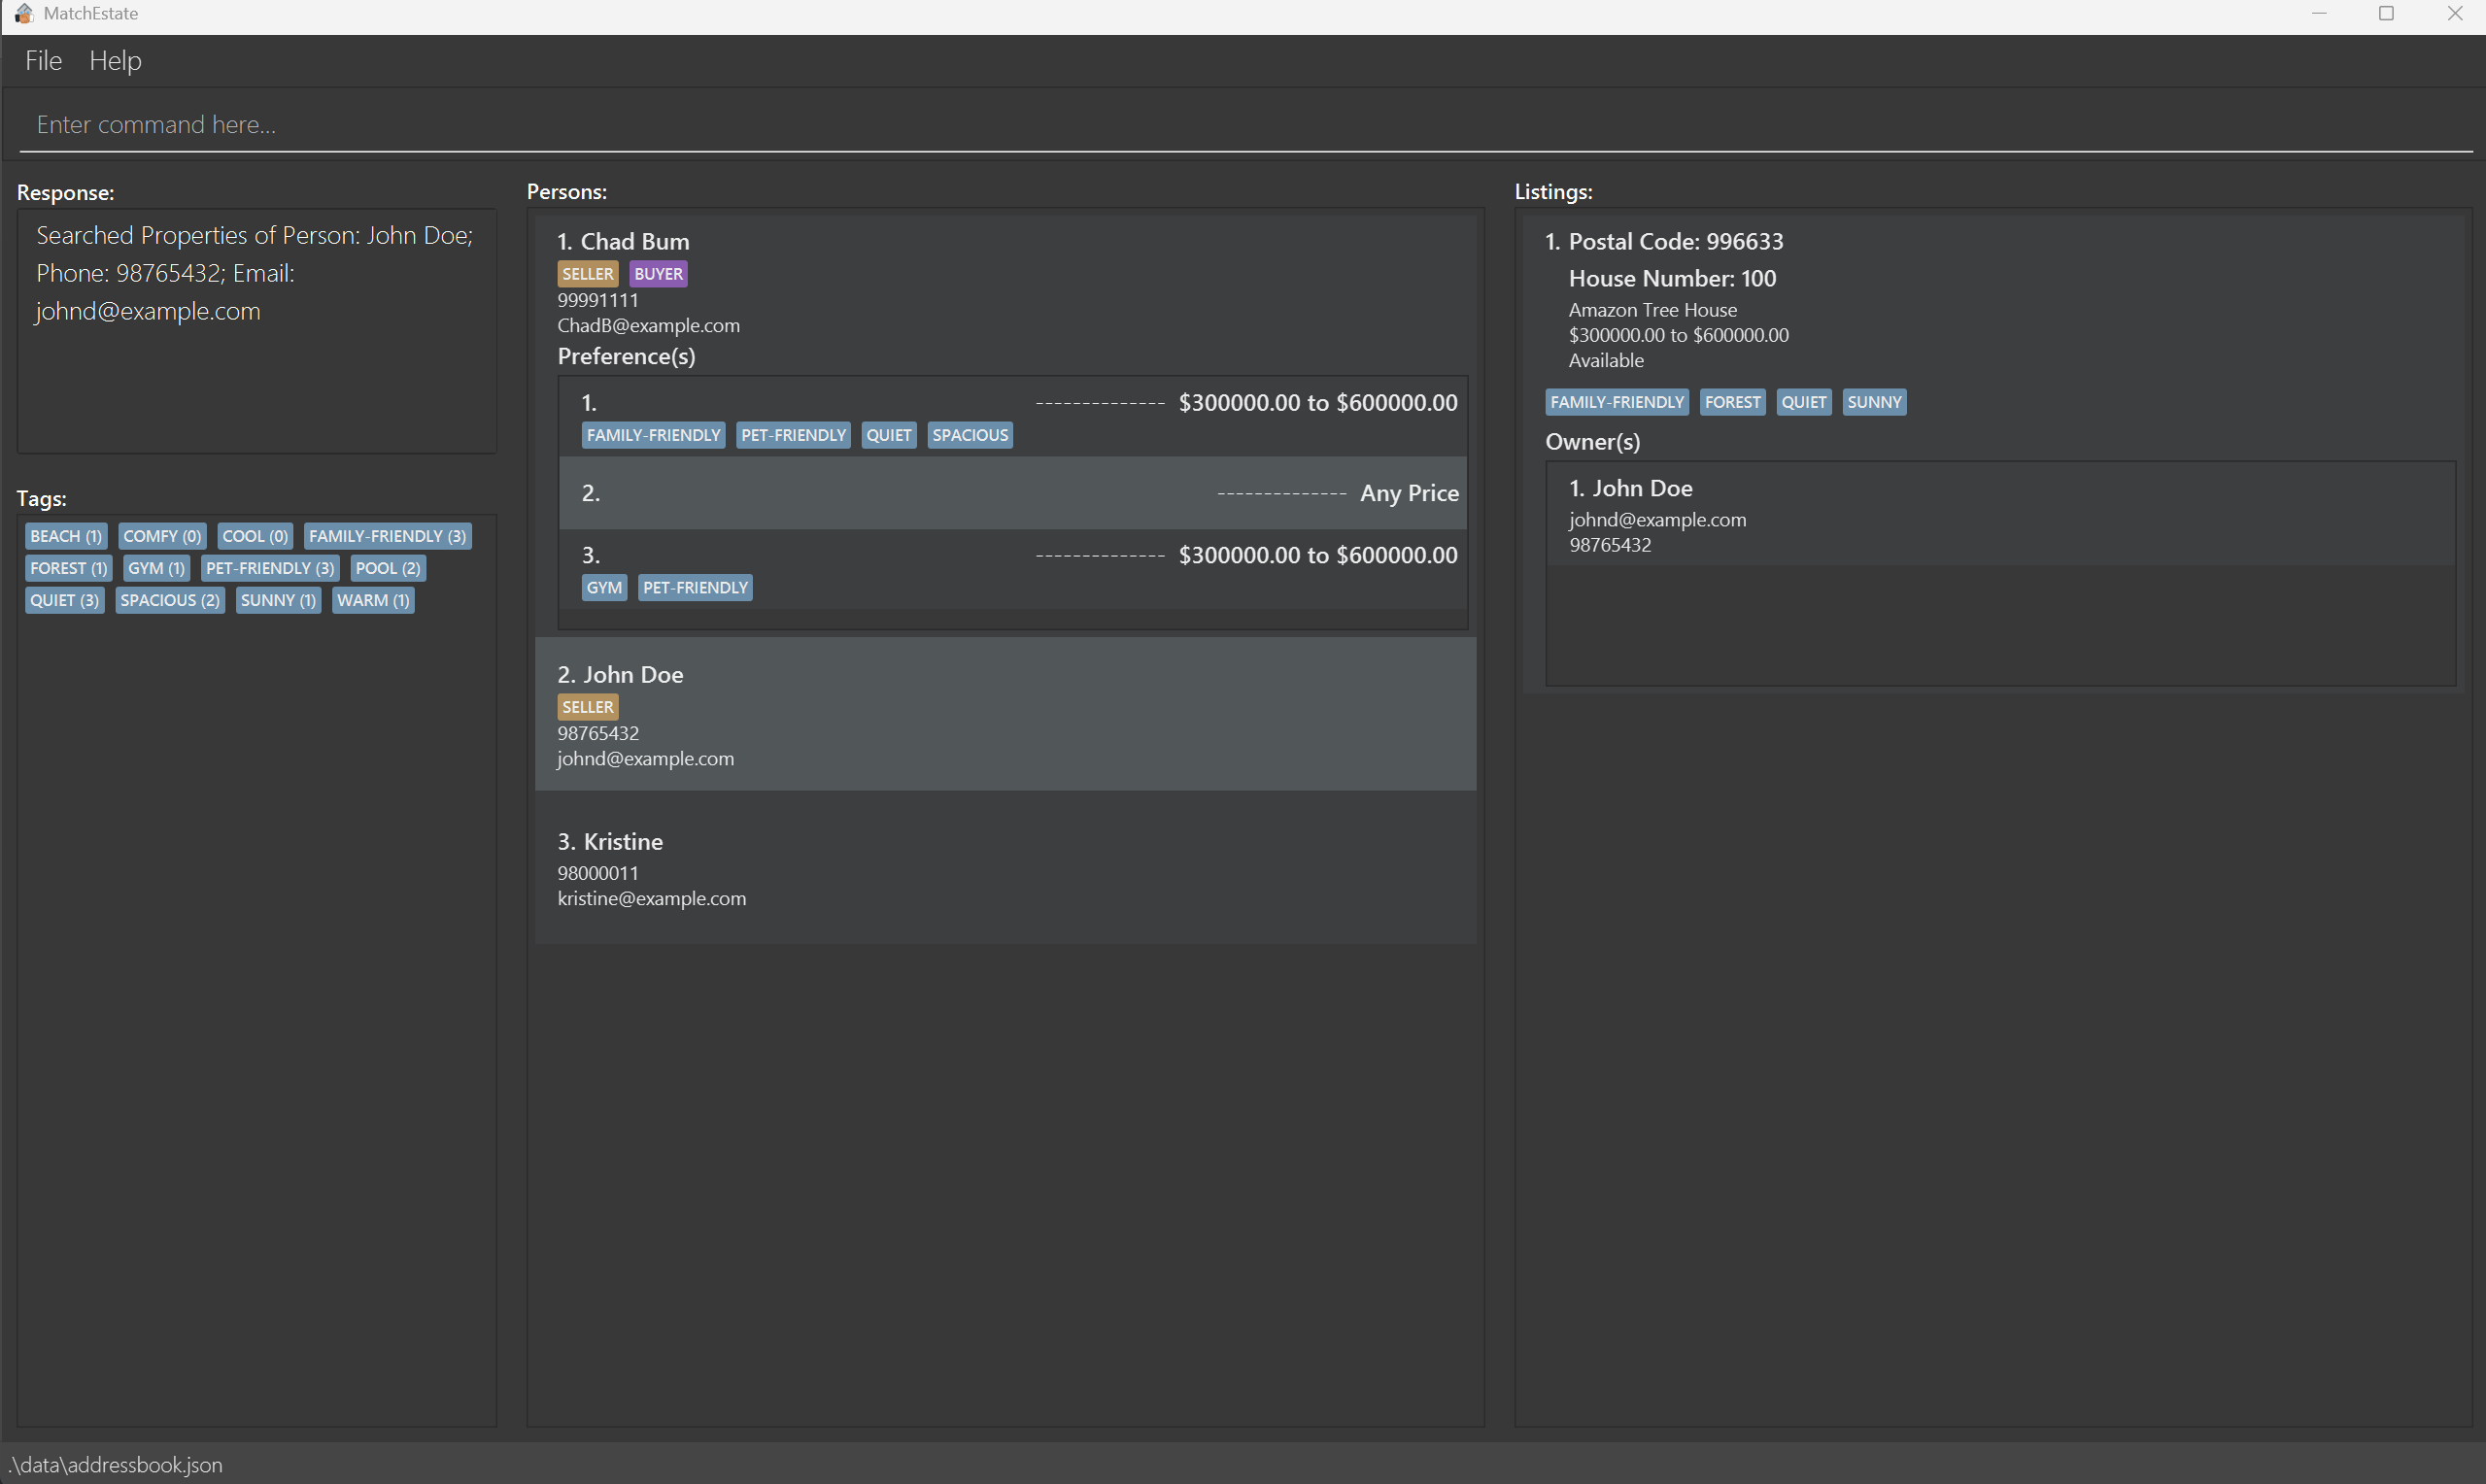 MatchEstate
File Help
Enter command here...
Response:
Searched Properties of Person: John Doe;
Phone: 98765432; Email:
johnd@example.com
Tags:
BEACH (1) COMFY (0) COOL (0) FAMILY-FRIENDLY (3)
FOREST (1) GYM (1) PET-FRIENDLY (3) POOL (2)
QUIET (3) SPACIOUS (2) SUNNY (1) WARM (1)
Persons:
1. Chad Bum
SELLER BUYER
99991111
ChadB@example.com
Preference(s)
1. -------------- $300000.00 to $600000.00
FAMILY-FRIENDLY PET-FRIENDLY QUIET SPACIOUS
2. -------------- Any Price
3. -------------- $300000.00 to $600000.00
GYM PET-FRIENDLY
2. John Doe
SELLER
98765432
johnd@example.com
3. Kristine
98000011
kristine@example.com
Listings:
1. Postal Code: 996633
House Number: 100
Amazon Tree House
$300000.00 to $600000.00
Available
FAMILY-FRIENDLY FOREST QUIET SUNNY
Owner(s)
1. John Doe
johnd@example.com
98765432
.\data\addressbook.json